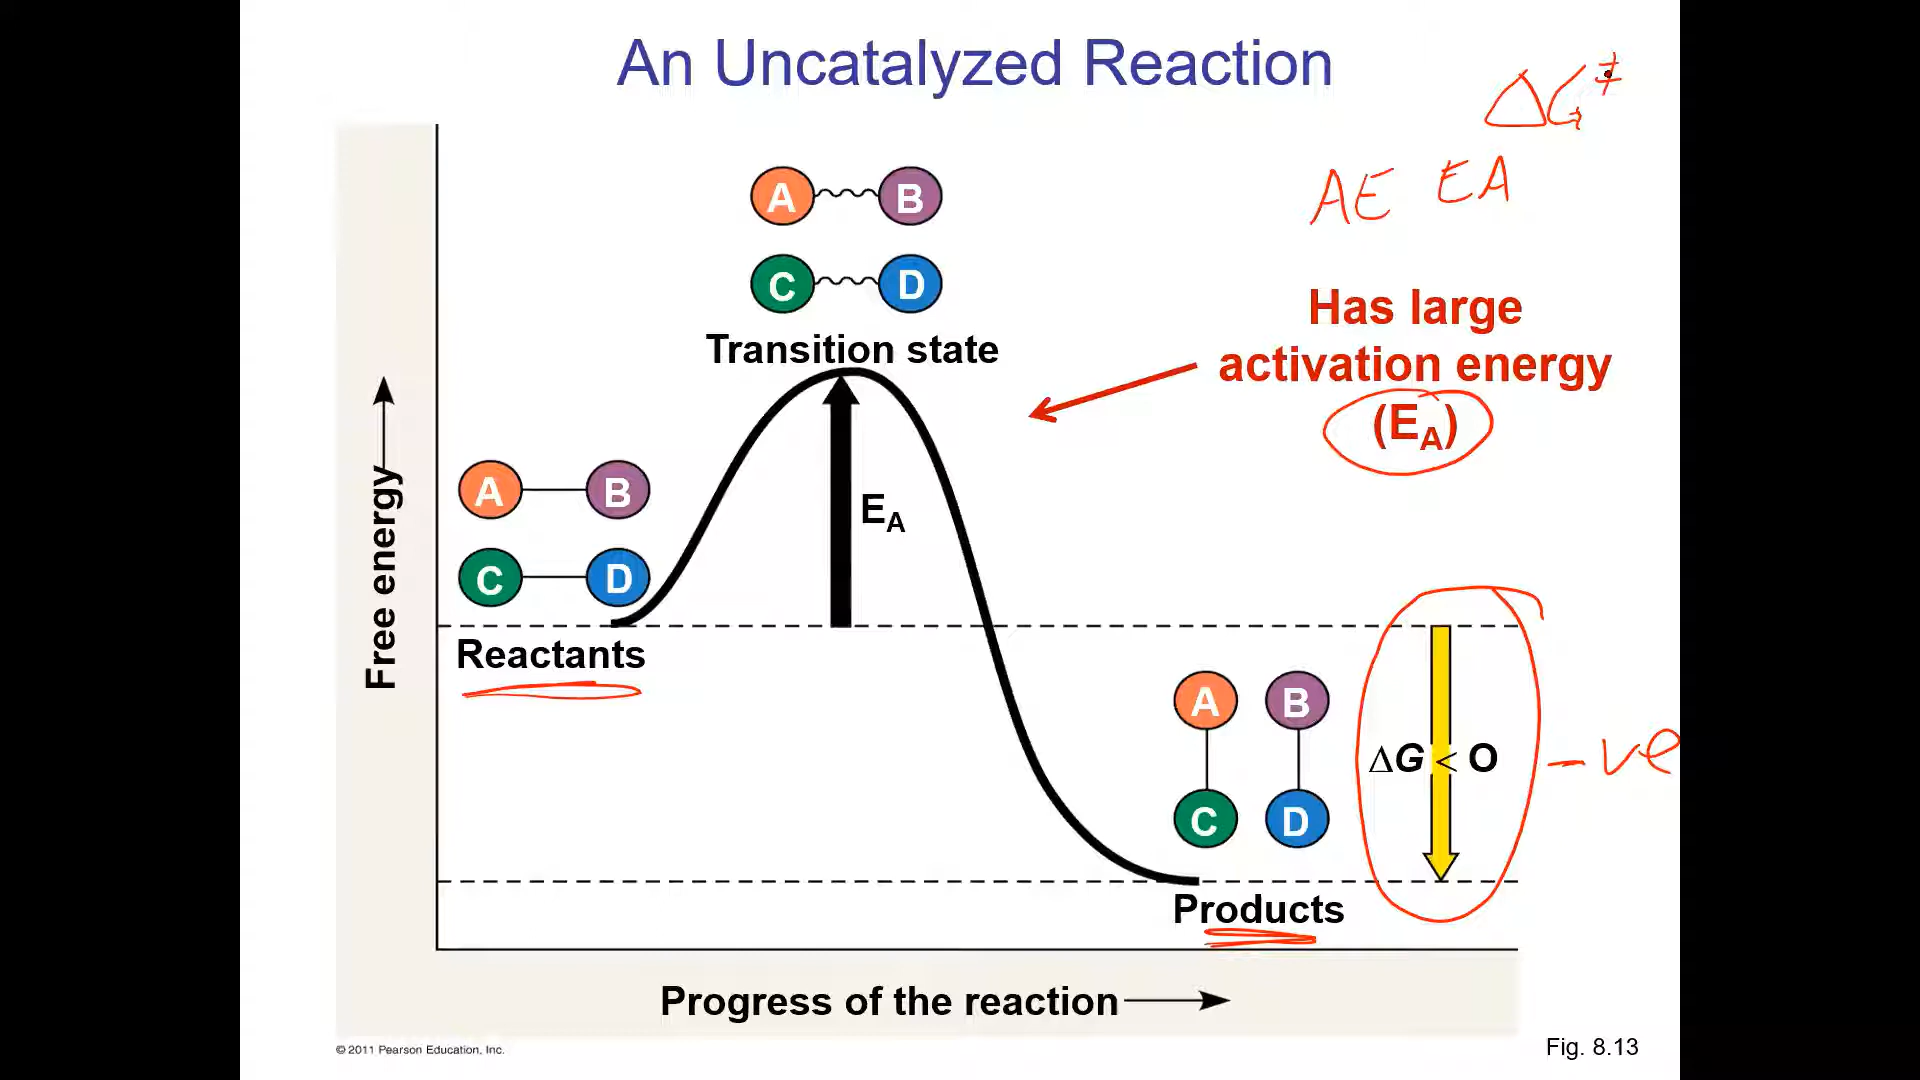 An Uncatalyzed Reaction
ΔG‡
AE EA
A B
C D
Transition state
Has large
activation energy
(EA)
A B
EA
C D
Free energy
Reactants
A B
ΔG < O
-ve
C D
Products
Progress of the reaction
© 2011 Pearson Education, Inc.
Fig. 8.13